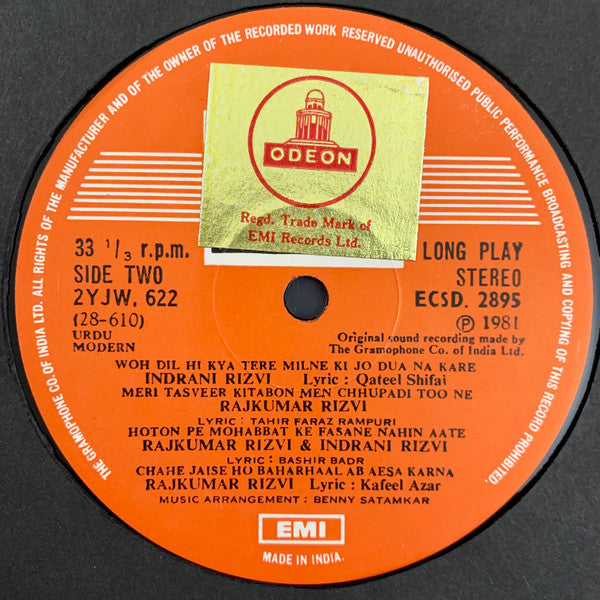 THE GRAMOPHONE CO. OF INDIA LTD. ALL RIGHTS OF THE MANUFACTURER AND OF THE OWNER OF THE RECORDED WORK RESERVED UNAUTHORISED PUBLIC PERFORMANCE BROADCASTING AND COPYING OF THIS RECORD PROHIBITED.
ODEON
Regd. Trade Mark of
EMI Records Ltd.
33 1/3 r.p.m.
SIDE TWO
2YJW. 622
(28-610)
URDU
MODERN
LONG PLAY
STEREO
ECSD. 2895
Ⓟ 1981
Original sound recording made by
The Gramophone Co. of India Ltd.
WOH DIL HI KYA TERE MILNE KI JO DUA NA KARE
INDRANI RIZVI Lyric : Qateel Shifai
MERI TASVEER KITABON MEN CHHUPADI TOO NE
RAJKUMAR RIZVI
LYRIC : TAHIR FARAZ RAMPURI
HOTON PE MOHABBAT KE FASANE NAHIN AATE
RAJKUMAR RIZVI & INDRANI RIZVI
LYRIC : BASHIR BADR
CHAHE JAISE HO BAHARHAAL AB AESA KARNA
RAJKUMAR RIZVI Lyric : Kafeel Azar
MUSIC ARRANGEMENT : BENNY SATAMKAR
EMI
MADE IN INDIA.